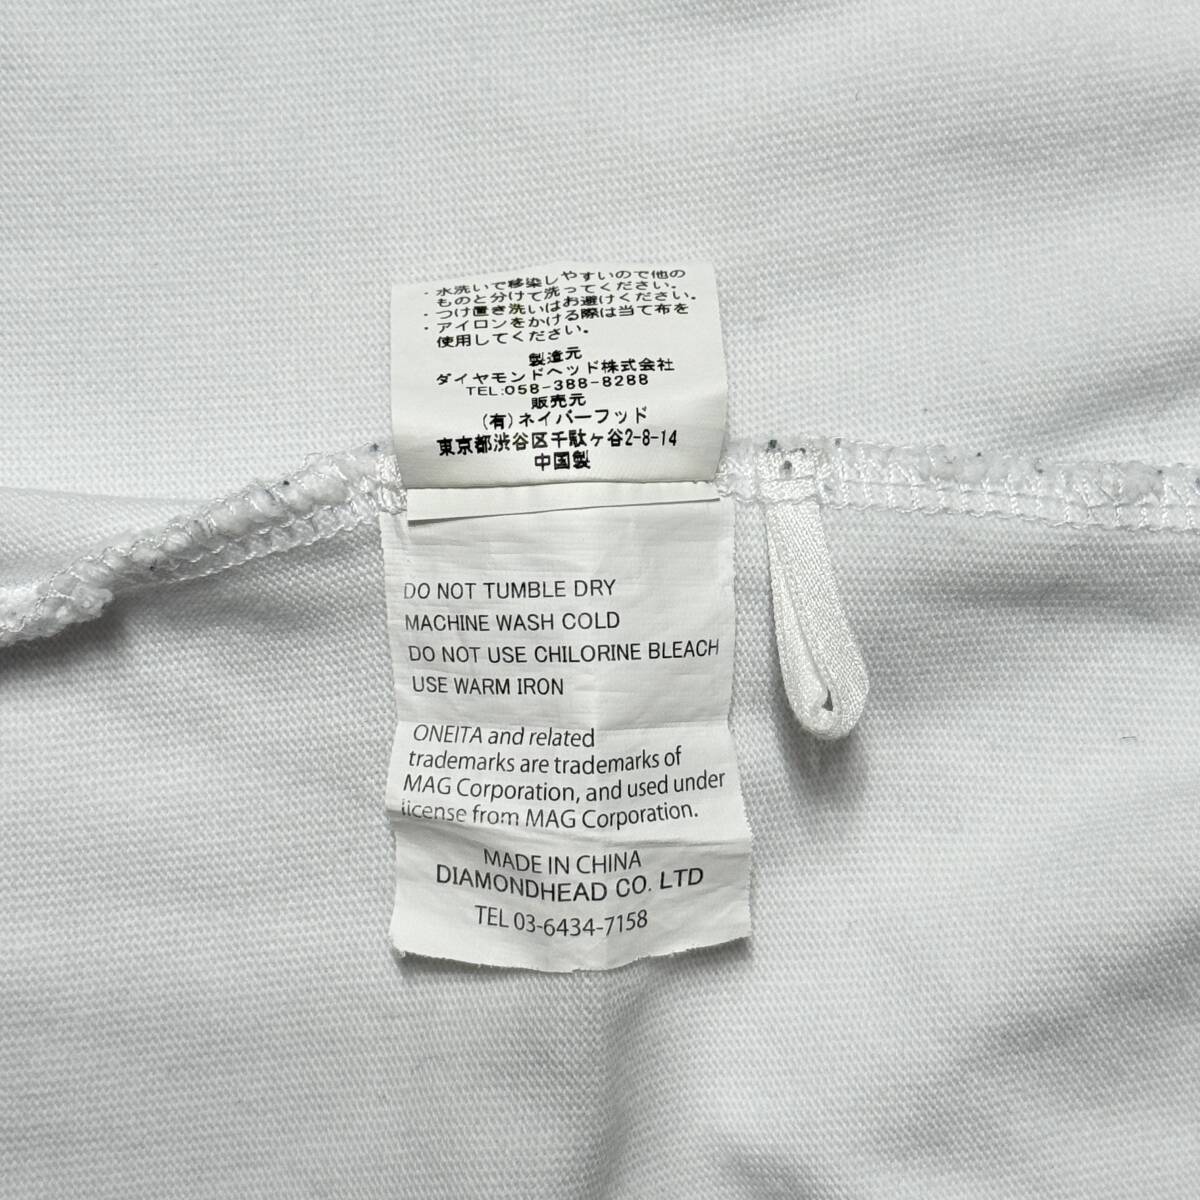 ・水洗いで移染しやすいので他の
ものと分けて洗ってください。
・つけ置き洗いはお避けください。
・アイロンをかける際は当て布を
使用してください。
製造元
ダイヤモンドヘッド株式会社
TEL:058-388-8288
販売元
(有)ネイバーフッド
東京都渋谷区千駄ヶ谷2-8-14
中国製
DO NOT TUMBLE DRY
MACHINE WASH COLD
DO NOT USE CHILORINE BLEACH
USE WARM IRON
ONEITA and related
trademarks are trademarks of
MAG Corporation, and used under
license from MAG Corporation.
MADE IN CHINA
DIAMONDHEAD CO. LTD
TEL 03-6434-7158